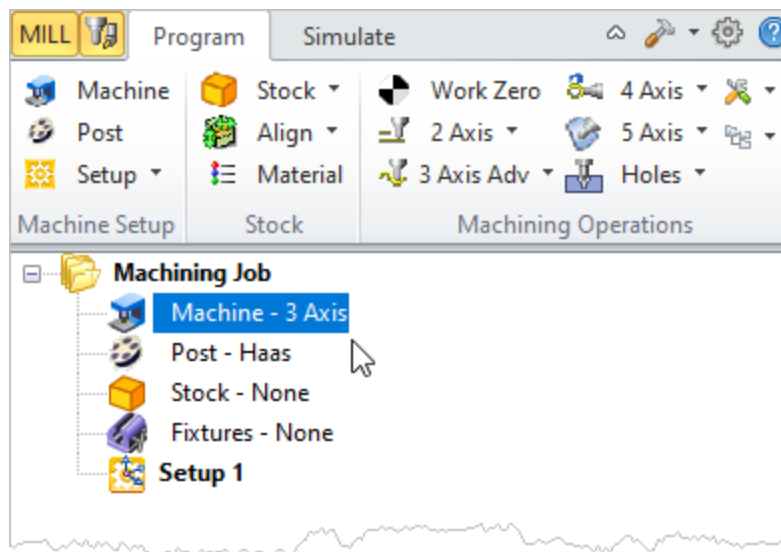 MILL Program Simulate
Machine Stock Work Zero 4 Axis
Post Align 2 Axis 5 Axis
Setup Material 3 Axis Adv Holes
Machine Setup Stock Machining Operations
Machining Job
Machine - 3 Axis
Post - Haas
Stock - None
Fixtures - None
Setup 1